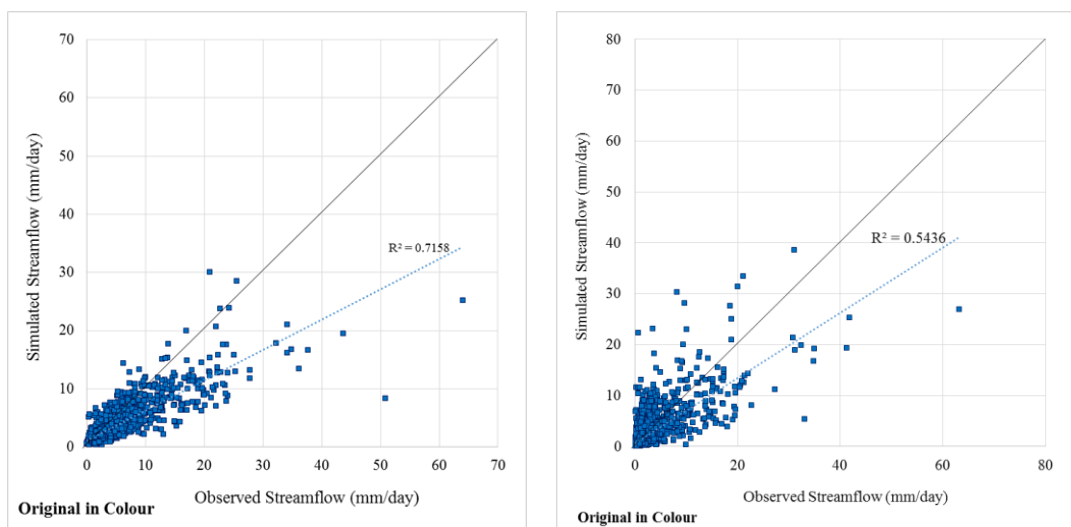 70
60
50
40
30
20
10
0
Simulated Streamflow (mm/day)
R² = 0.7158
0 10 20 30 40 50 60 70
Observed Streamflow (mm/day)
Original in Colour
80
70
60
50
40
30
20
10
0
Simulated Streamflow (mm/day)
R² = 0.5436
0 20 40 60 80
Observed Streamflow (mm/day)
Original in Colour